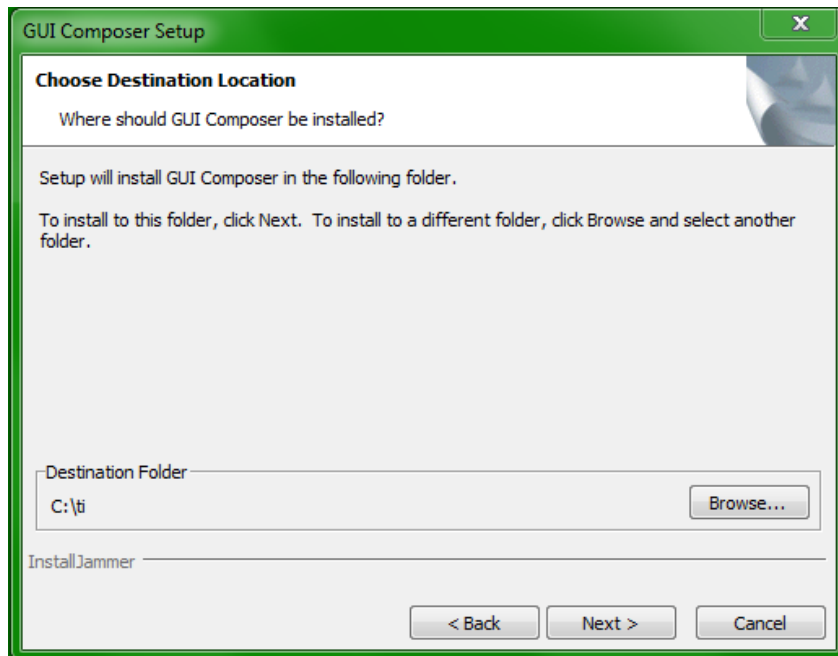 GUI Composer Setup
X
Choose Destination Location
Where should GUI Composer be installed?
Setup will install GUI Composer in the following folder.
To install to this folder, click Next.  To install to a different folder, click Browse and select another
folder.
Destination Folder
C:\ti
Browse...
InstallJammer
< Back
Next >
Cancel